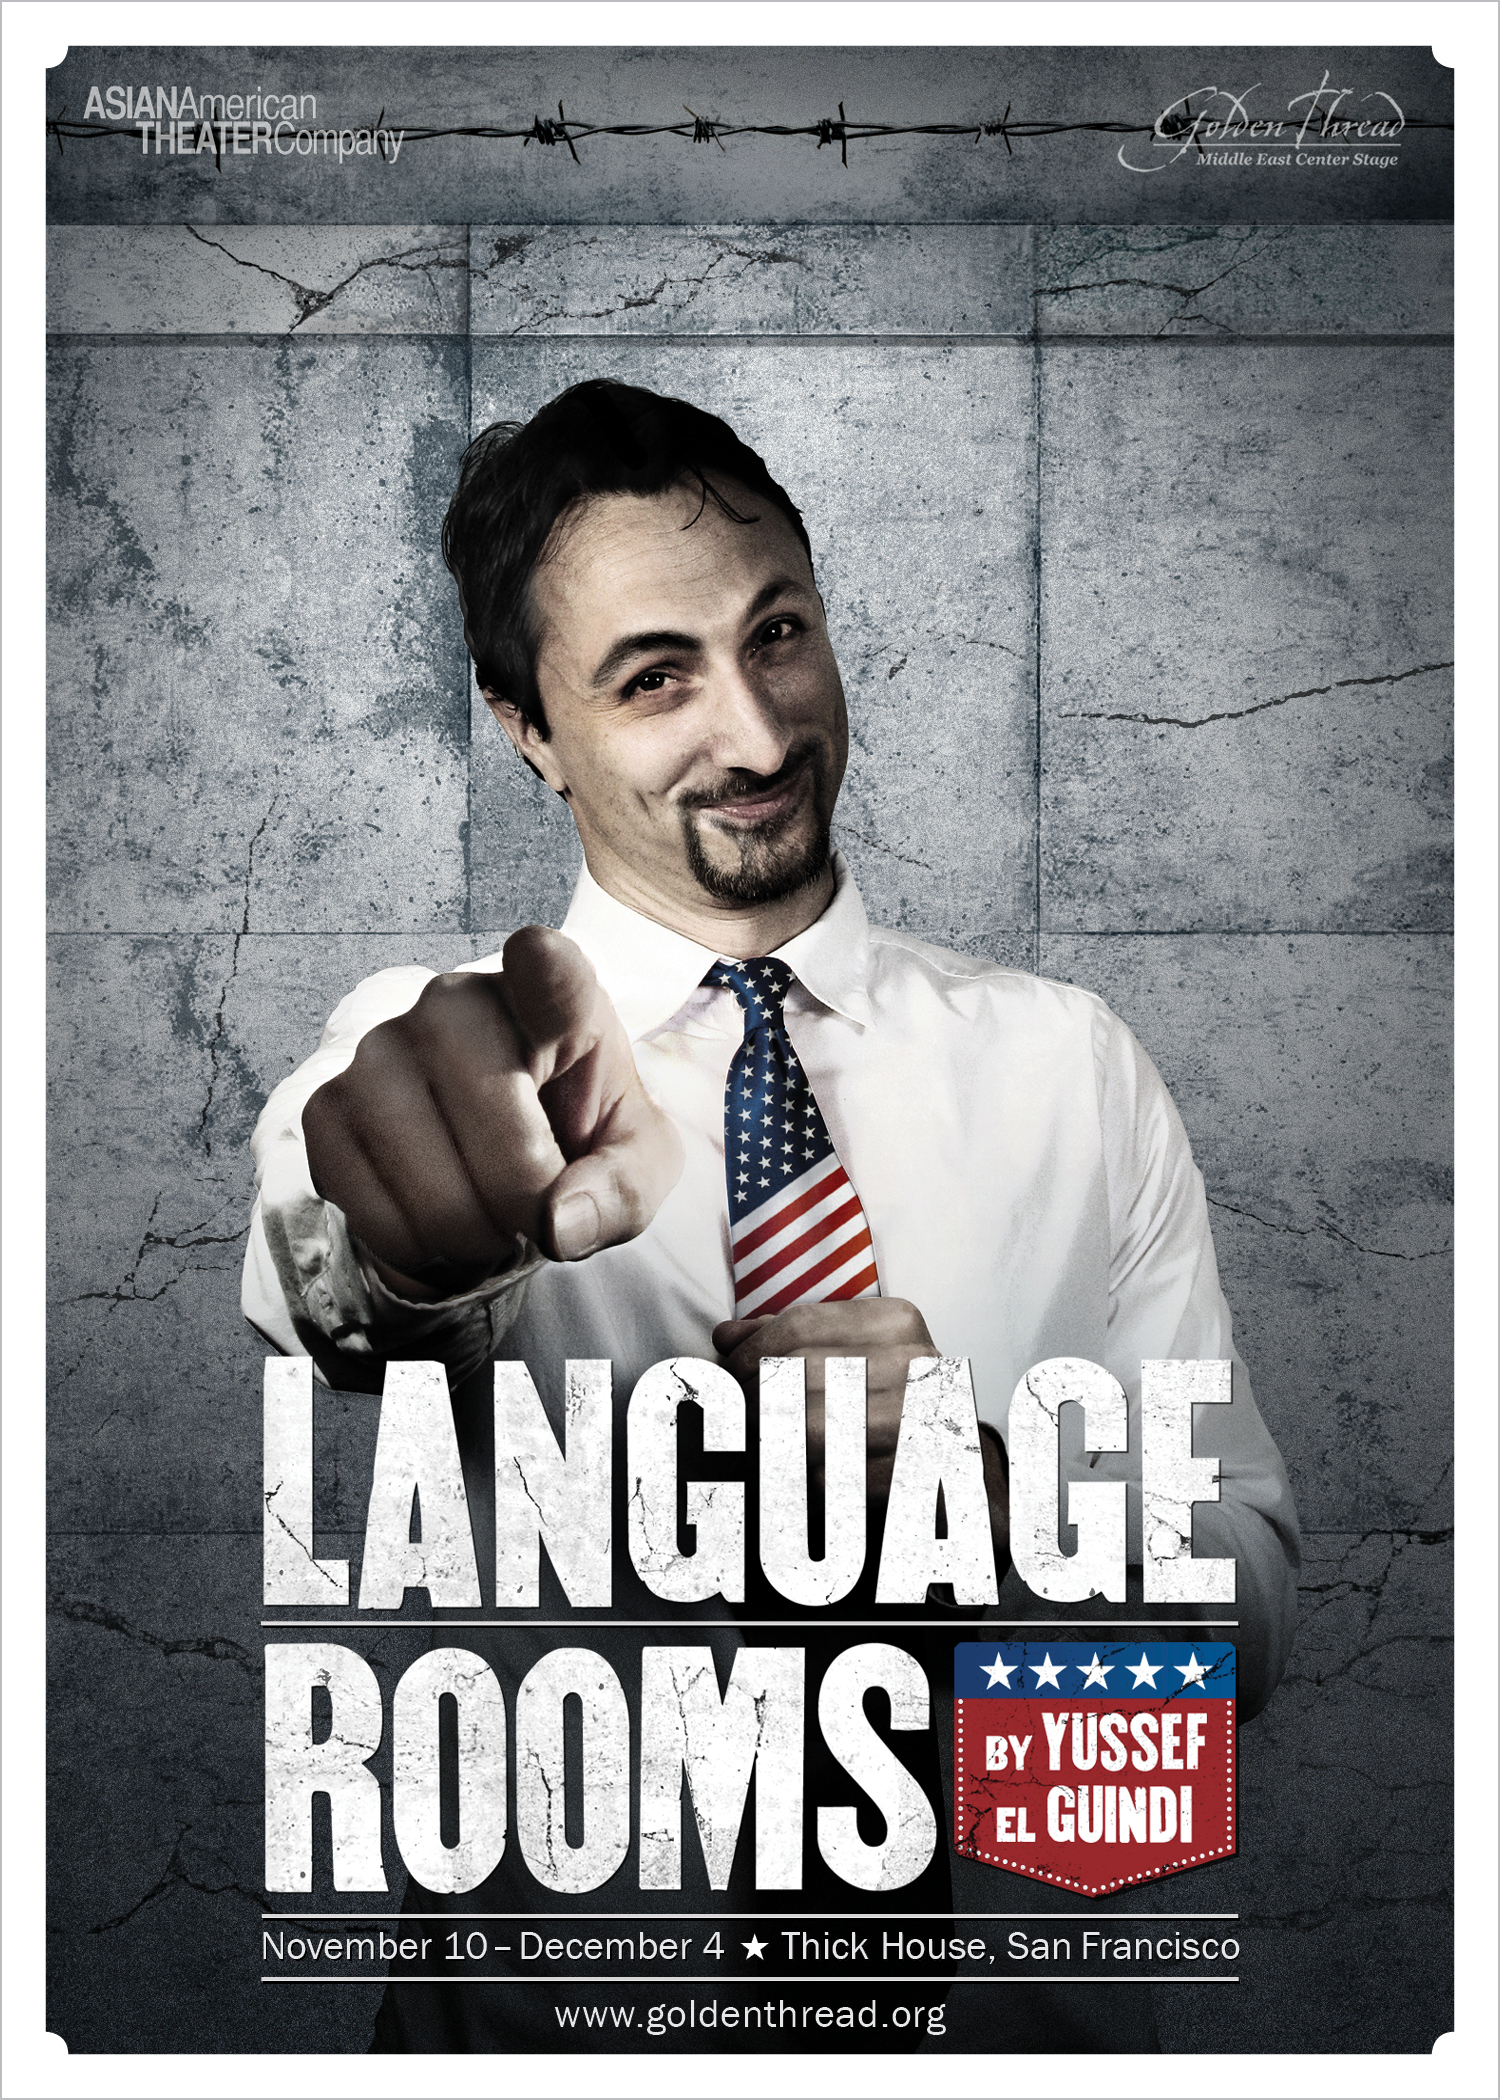 ASIANAmerican
THEATERCompany
Golden Thread
Middle East Center Stage
LANGUAGE
ROOMS
BY YUSSEF
EL GUINDI
November 10 – December 4 ★ Thick House, San Francisco
www.goldenthread.org